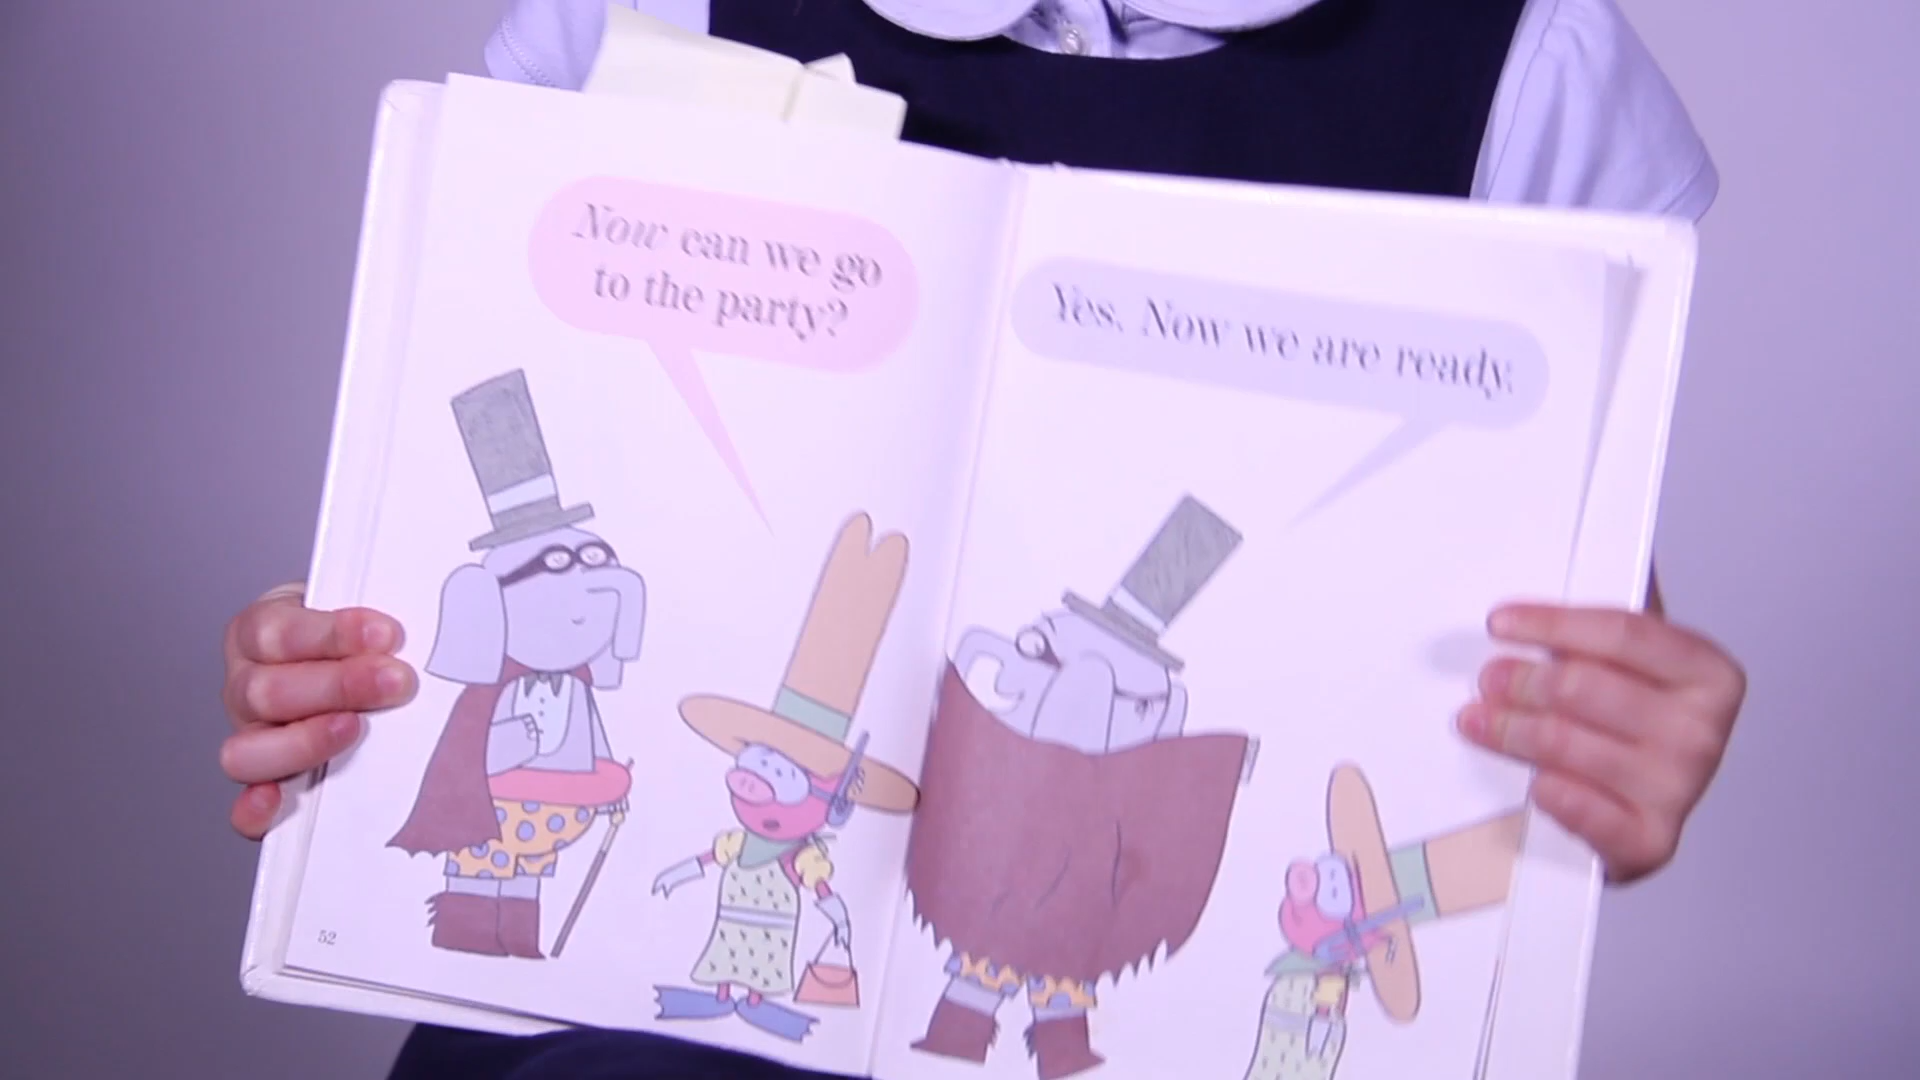 Now can we go
to the party?
Yes. Now we are ready.
52